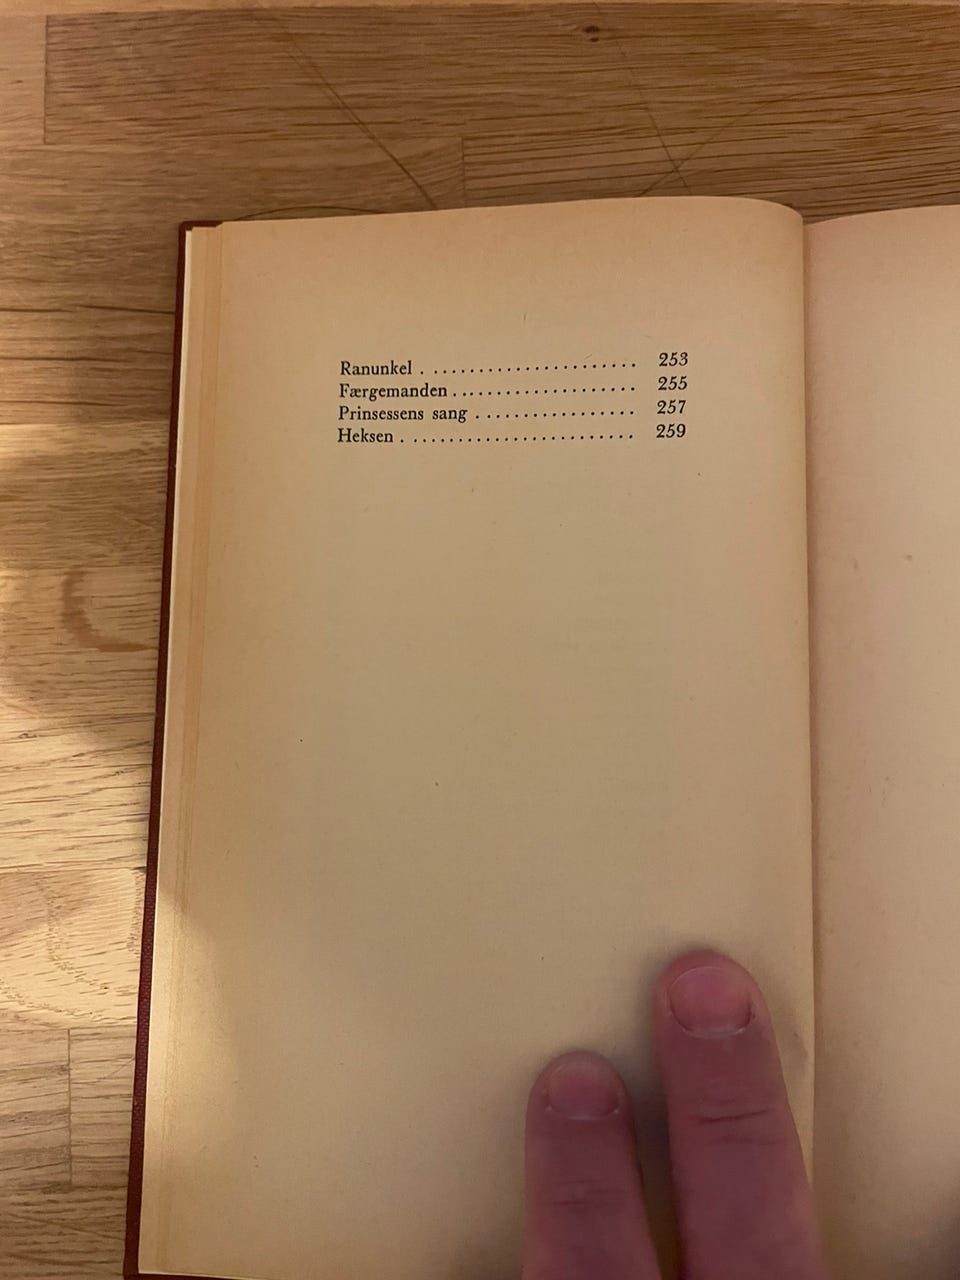 Ranunkel . . . . . . . . . . . . . . . . . . . . . . . . 253
Færgemanden . . . . . . . . . . . . . . . . . . . . 255
Prinsessens sang . . . . . . . . . . . . . . . . . 257
Heksen . . . . . . . . . . . . . . . . . . . . . . . . . 259